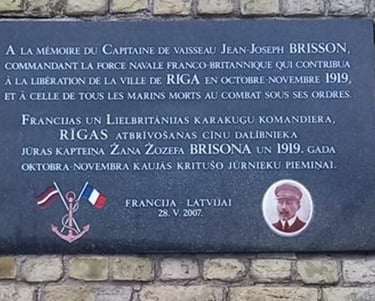 A LA MÉMOIRE DU CAPITAINE DE VAISSEAU JEAN-JOSEPH BRISSON,
COMMANDANT LA FORCE NAVALE FRANCO-BRITANNIQUE QUI CONTRIBUA
À LA LIBÉRATION DE LA VILLE DE RIGA EN OCTOBRE-NOVEMBRE 1919,
ET À CELLE DE TOUS LES MARINS MORTS AU COMBAT SOUS SES ORDRES.
FRANCIJAS UN LIELBRITĀNIJAS KARAKUĢU KOMANDIERA,
RĪGAS ATBRĪVOŠANAS CĪŅU DALĪBNIEKA
JŪRAS KAPTEIŅA ŽANA ŽOZEFA BRISONA UN 1919. GADA
OKTOBRA-NOVEMBRA KAUJĀS KRITUŠO JŪRNIEKU PIEMIŅAI.
FRANCIJA - LATVIJAI
28. V. 2007.